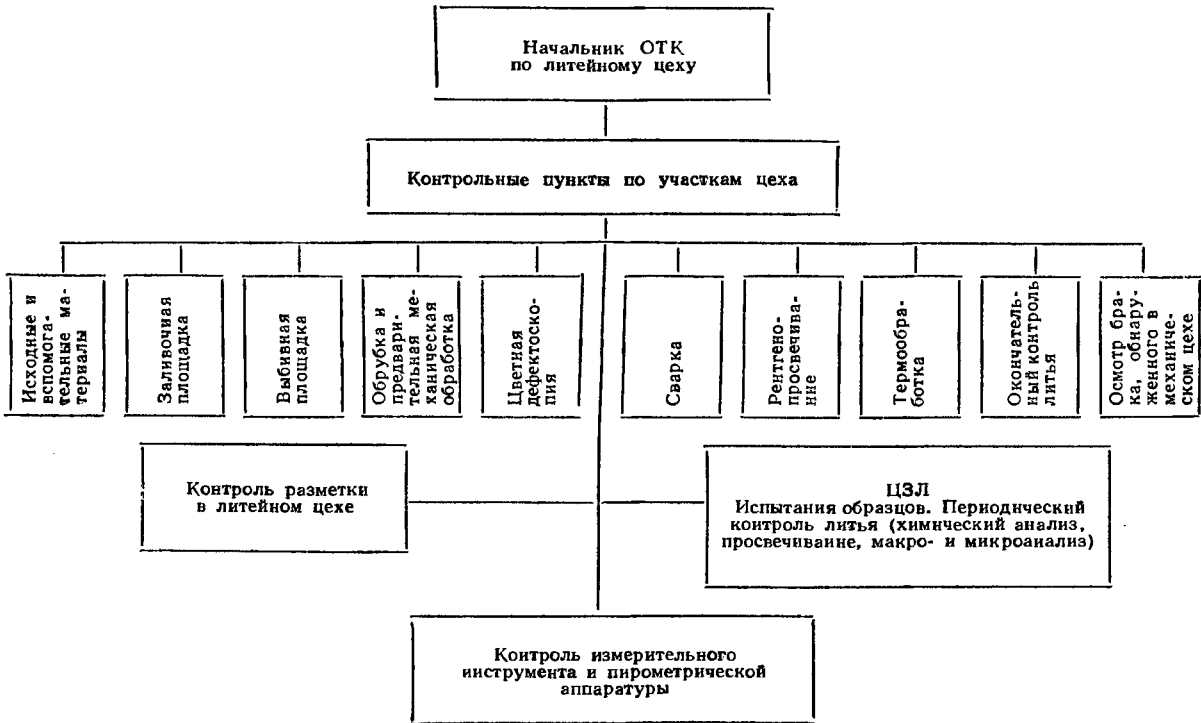 Начальник ОТК
по литейному цеху
Контрольные пункты по участкам цеха
Исходные и
вспомога-
тельные ма-
териалы
Заливочная
площадка
Выбивная
площадка
Обрубка и
предвари-
тельная ме-
ханическая
обработка
Цветная
дефектоско-
пия
Сварка
Рентгено-
просвечива-
ние
Термообра-
ботка
Окончатель-
ный контроль
литья
Осмотр бра-
ка, обнару-
женного в
механиче-
ском цехе
Контроль разметки
в литейном цехе
ЦЗЛ
Испытания образцов. Периодический
контроль литья (химический анализ,
просвечивание, макро- и микроанализ)
Контроль измерительного
инструмента и пирометрической
аппаратуры